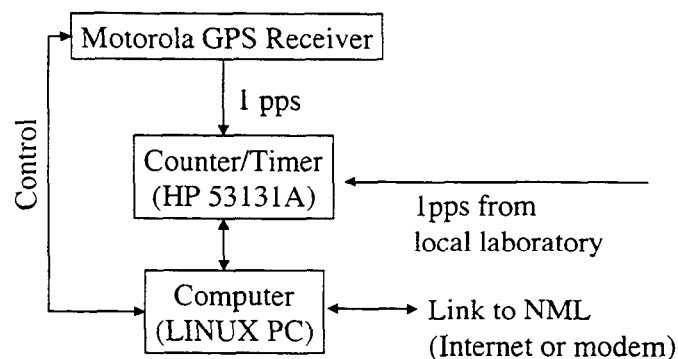 Motorola GPS Receiver
1 pps
Control
Counter/Timer
(HP 53131A)
1pps from
local laboratory
Computer
(LINUX PC)
Link to NML
(Internet or modem)